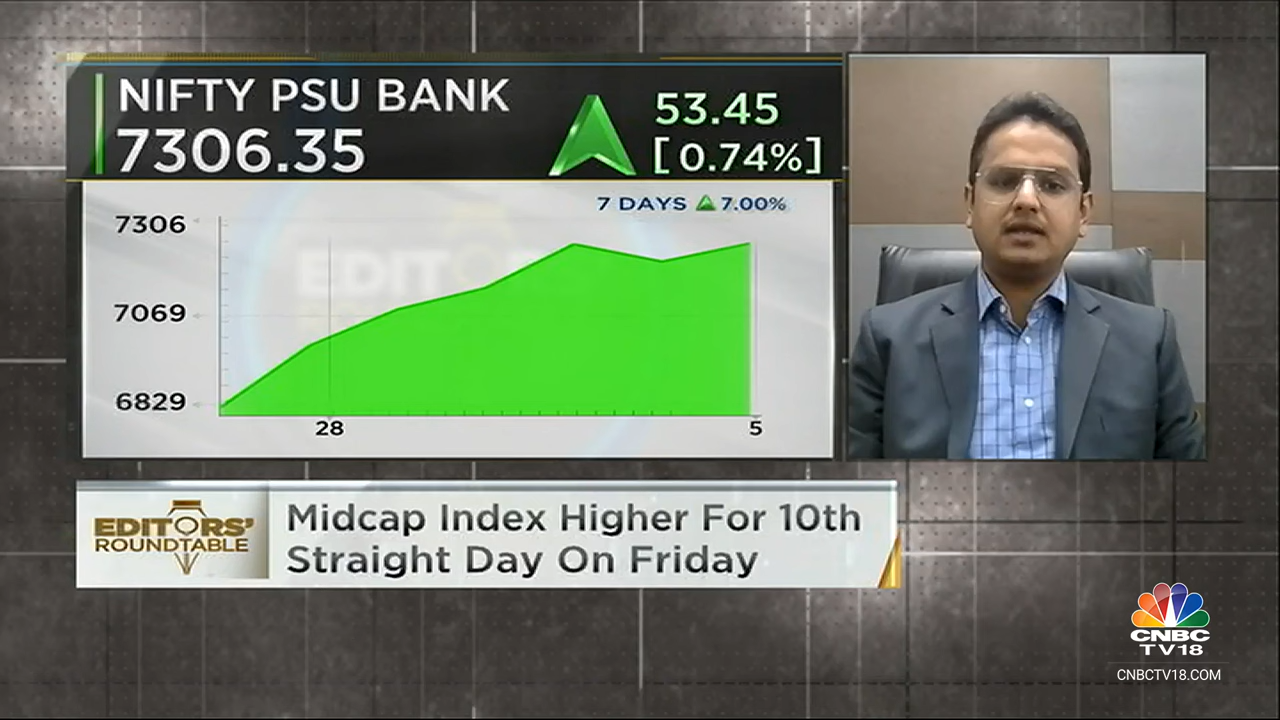 NIFTY PSU BANK
7306.35
53.45
[0.74%]
7 DAYS 7.00%
7306
7069
6829
28
5
EDITORS'
ROUNDTABLE
Midcap Index Higher For 10th
Straight Day On Friday
CNBC
TV18
CNBCTV18.COM